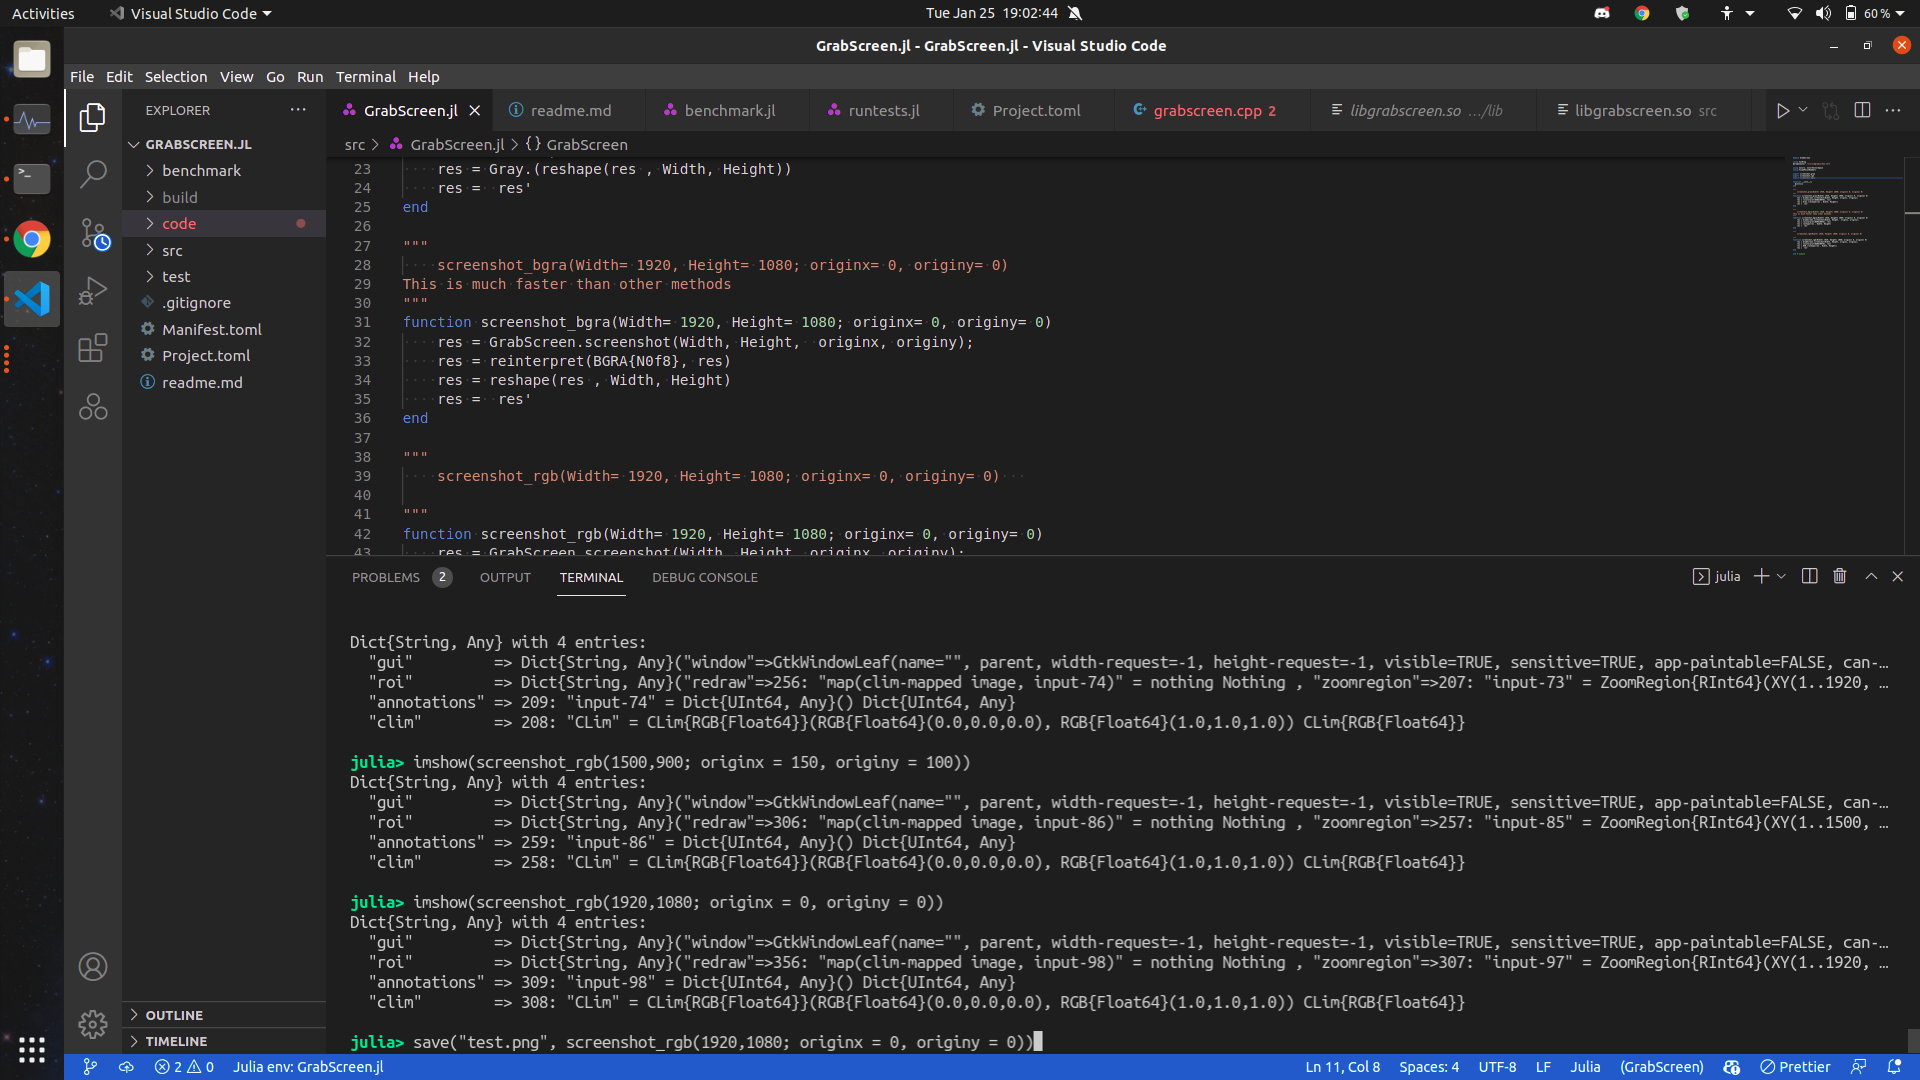 Activities
Visual Studio Code
Tue Jan 25 19:02:44
60 %
GrabScreen.jl - GrabScreen.jl - Visual Studio Code
File Edit Selection View Go Run Terminal Help
EXPLORER
GrabScreen.jl
readme.md
benchmark.jl
runtests.jl
Project.toml
grabscreen.cpp 2
libgrabscreen.so .../lib
libgrabscreen.so src
GRABSCREEN.JL
benchmark
build
code
src
test
.gitignore
Manifest.toml
Project.toml
readme.md
OUTLINE
TIMELINE
src > GrabScreen.jl > {} GrabScreen
23 res = Gray.(reshape(res , Width, Height))
24 res =  res'
25 end
26
27 """
28 screenshot_bgra(Width= 1920, Height= 1080; originx= 0, originy= 0)
29 This is much faster than other methods
30 """
31 function screenshot_bgra(Width= 1920, Height= 1080; originx= 0, originy= 0)
32 res = GrabScreen.screenshot(Width, Height,  originx, originy);
33 res = reinterpret(BGRA{N0f8}, res)
34 res = reshape(res , Width, Height)
35 res =  res'
36 end
37
38 """
39 screenshot_rgb(Width= 1920, Height= 1080; originx= 0, originy= 0)
40
41 """
42 function screenshot_rgb(Width= 1920, Height= 1080; originx= 0, originy= 0)
43 res = GrabScreen.screenshot(Width, Height, originx, originy);
PROBLEMS 2 OUTPUT TERMINAL DEBUG CONSOLE
julia
Dict{String, Any} with 4 entries:
"gui" => Dict{String, Any}("window"=>GtkWindowLeaf(name="", parent, width-request=-1, height-request=-1, visible=TRUE, sensitive=TRUE, app-paintable=FALSE, can-…
"roi" => Dict{String, Any}("redraw"=>256: "map(clim-mapped image, input-74)" = nothing Nothing , "zoomregion"=>207: "input-73" = ZoomRegion{RInt64}(XY(1..1920, …
"annotations" => 209: "input-74" = Dict{UInt64, Any}() Dict{UInt64, Any}
"clim" => 208: "CLim" = CLim{RGB{Float64}}(RGB{Float64}(0.0,0.0,0.0), RGB{Float64}(1.0,1.0,1.0)) CLim{RGB{Float64}}
julia> imshow(screenshot_rgb(1500,900; originx = 150, originy = 100))
Dict{String, Any} with 4 entries:
"gui" => Dict{String, Any}("window"=>GtkWindowLeaf(name="", parent, width-request=-1, height-request=-1, visible=TRUE, sensitive=TRUE, app-paintable=FALSE, can-…
"roi" => Dict{String, Any}("redraw"=>306: "map(clim-mapped image, input-86)" = nothing Nothing , "zoomregion"=>257: "input-85" = ZoomRegion{RInt64}(XY(1..1500, …
"annotations" => 259: "input-86" = Dict{UInt64, Any}() Dict{UInt64, Any}
"clim" => 258: "CLim" = CLim{RGB{Float64}}(RGB{Float64}(0.0,0.0,0.0), RGB{Float64}(1.0,1.0,1.0)) CLim{RGB{Float64}}
julia> imshow(screenshot_rgb(1920,1080; originx = 0, originy = 0))
Dict{String, Any} with 4 entries:
"gui" => Dict{String, Any}("window"=>GtkWindowLeaf(name="", parent, width-request=-1, height-request=-1, visible=TRUE, sensitive=TRUE, app-paintable=FALSE, can-…
"roi" => Dict{String, Any}("redraw"=>356: "map(clim-mapped image, input-98)" = nothing Nothing , "zoomregion"=>307: "input-97" = ZoomRegion{RInt64}(XY(1..1920, …
"annotations" => 309: "input-98" = Dict{UInt64, Any}() Dict{UInt64, Any}
"clim" => 308: "CLim" = CLim{RGB{Float64}}(RGB{Float64}(0.0,0.0,0.0), RGB{Float64}(1.0,1.0,1.0)) CLim{RGB{Float64}}
julia> save("test.png", screenshot_rgb(1920,1080; originx = 0, originy = 0))
2 0 Julia env: GrabScreen.jl
Ln 11, Col 8 Spaces: 4 UTF-8 LF Julia (GrabScreen) Prettier